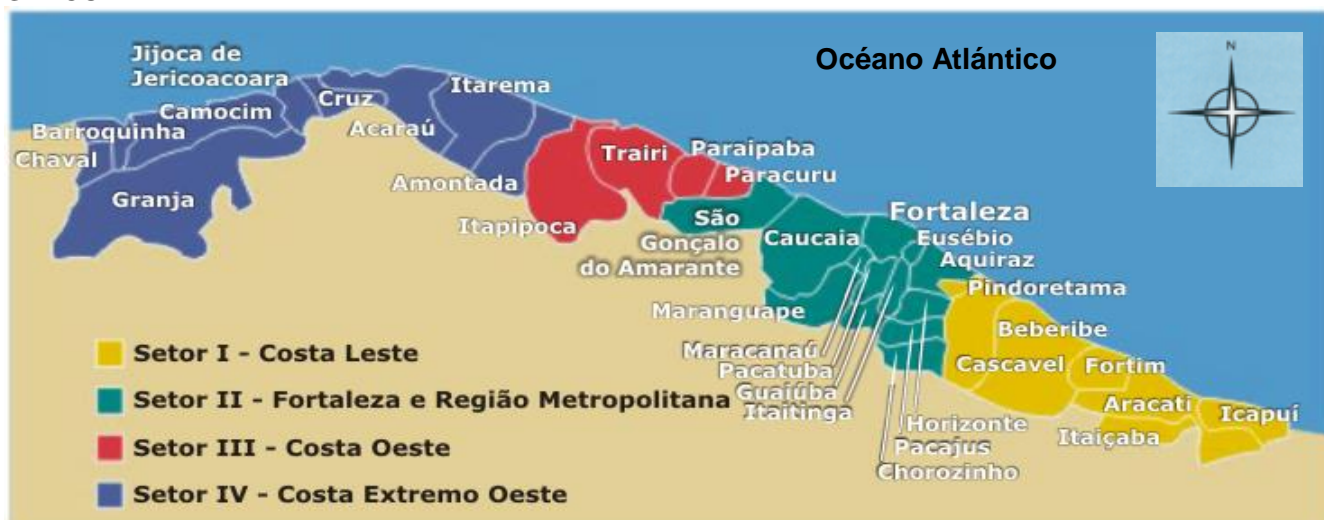 Océano Atlántico
N
Jijoca de
Jericoacoara
Cruz
Itarema
Camocim
Acaraú
Barroquinha
Chaval
Granja
Amontada
Trairi
Paraipaba
Paracuru
Itapipoca
São
Gonçalo
do Amarante
Caucaia
Fortaleza
Eusébio
Aquiraz
Pindoretama
Maranguape
Beberibe
Maracanaú
Pacatuba
Guaiúba
Itaitinga
Cascavel
Fortim
Aracati
Icapuí
Horizonte
Pacajus
Chorozinho
Itaiçaba
Setor I - Costa Leste
Setor II - Fortaleza e Região Metropolitana
Setor III - Costa Oeste
Setor IV - Costa Extremo Oeste